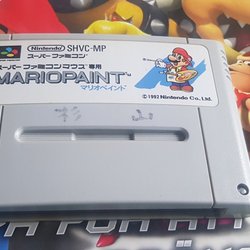 Nintendo SHVC-MP
スーパーファミコン
スーパーファミコンマウス専用
MARIOPAINT™
マリオペイント
© 1992 Nintendo Co., Ltd.
杉 山